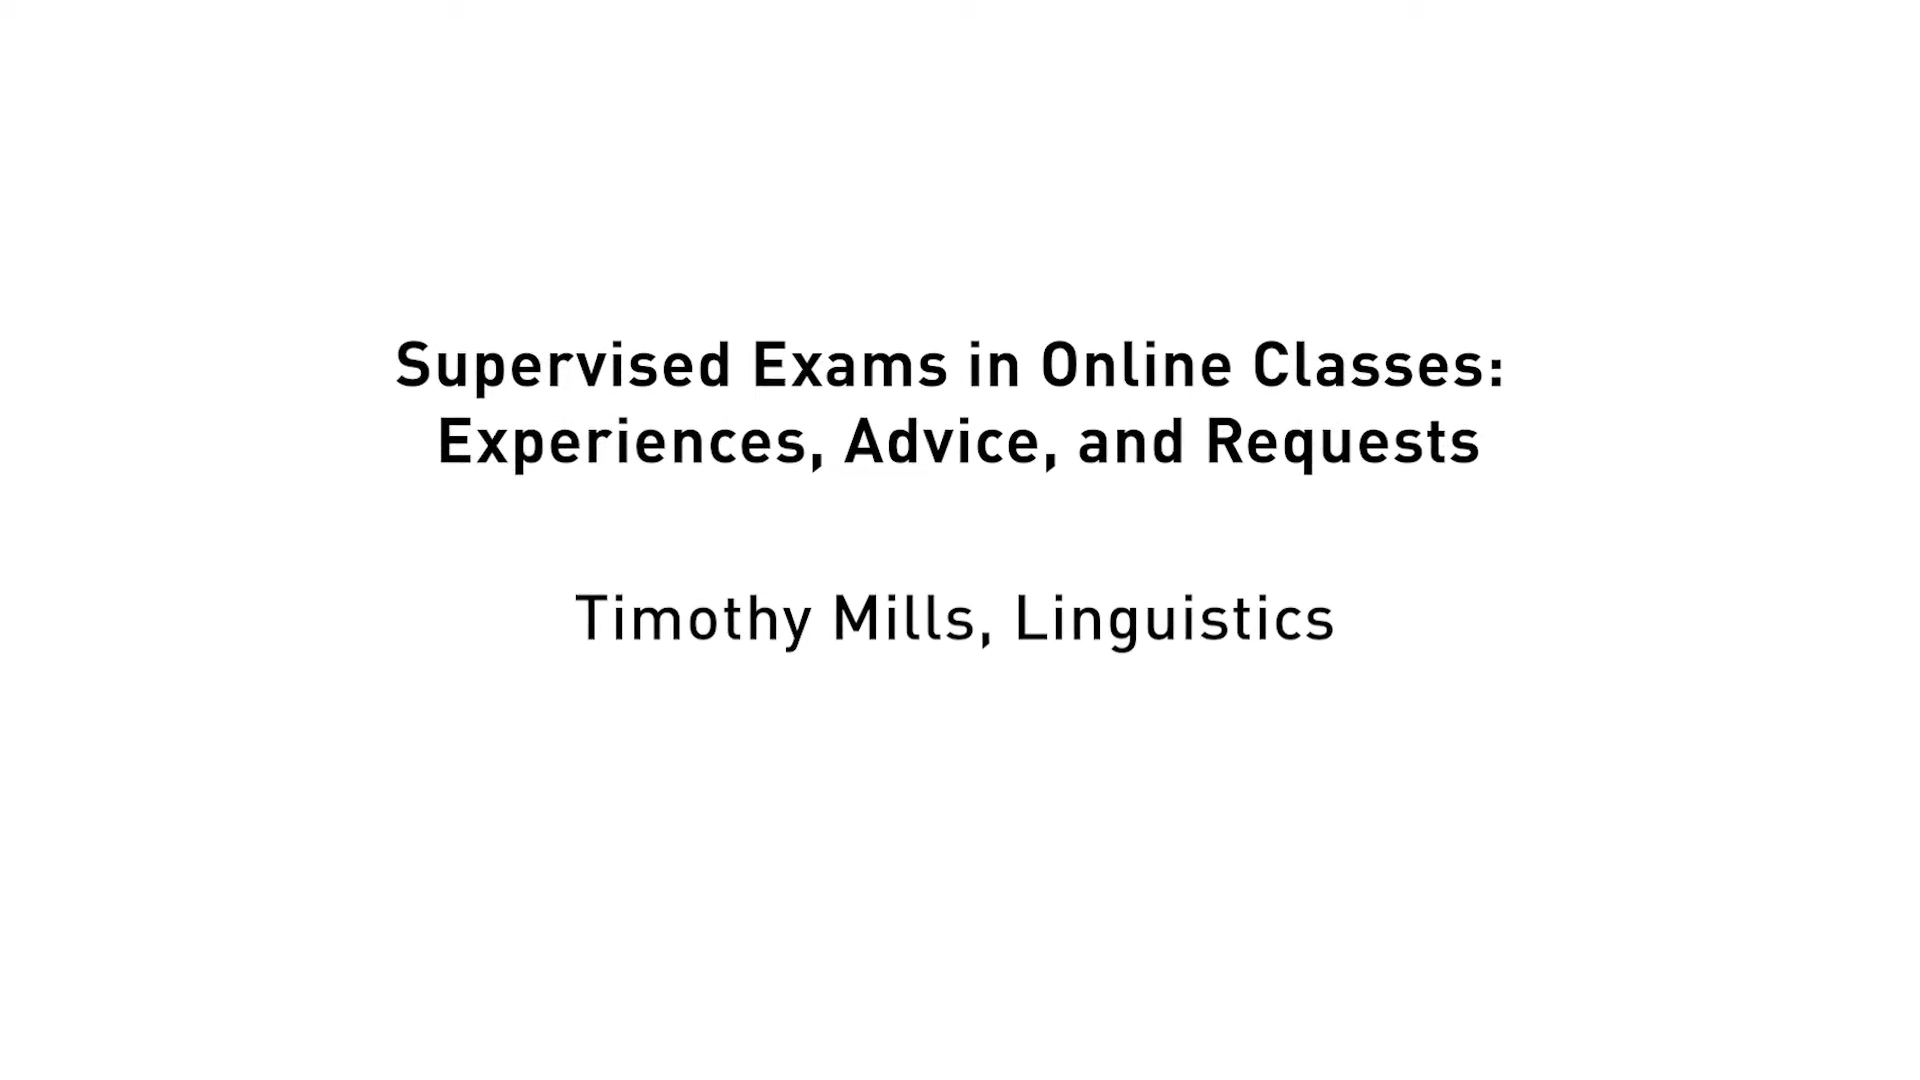 Supervised Exams in Online Classes:
Experiences, Advice, and Requests
Timothy Mills, Linguistics